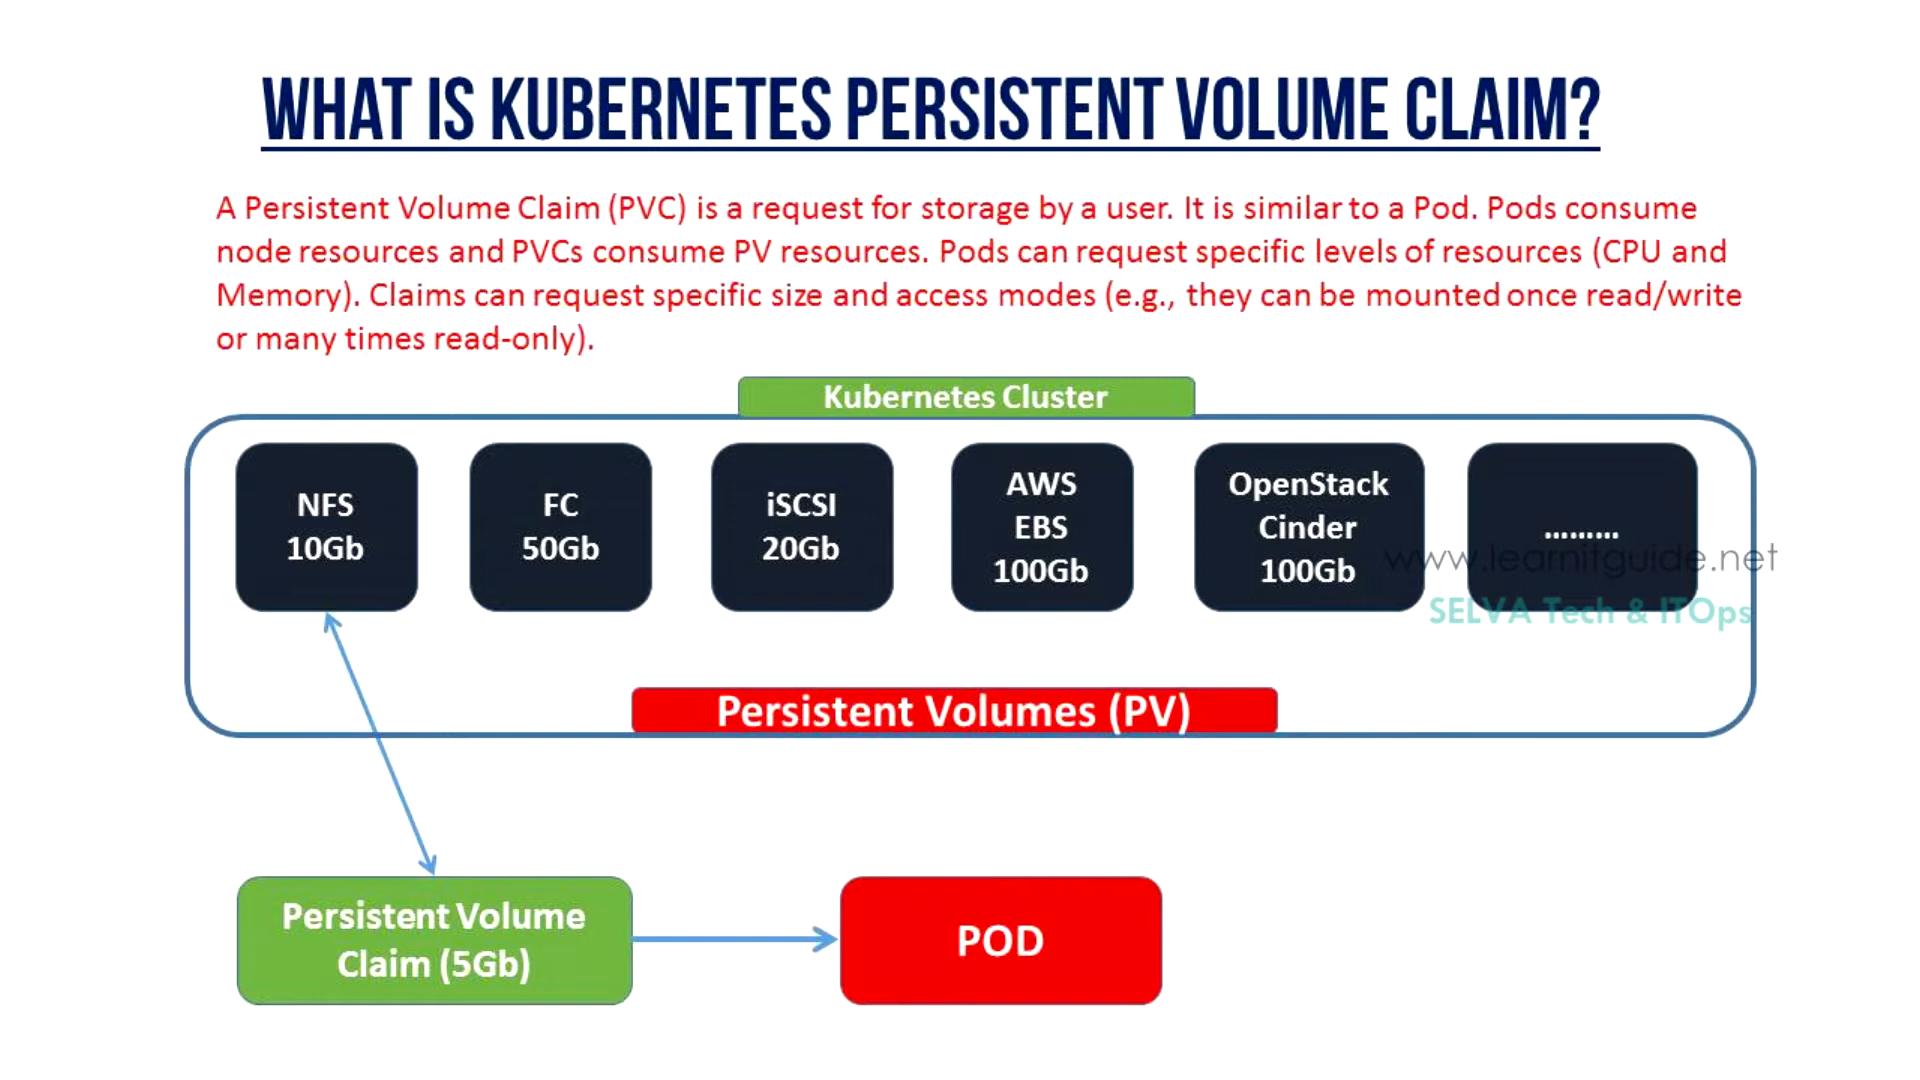 WHAT IS KUBERNETES PERSISTENT VOLUME CLAIM?
A Persistent Volume Claim (PVC) is a request for storage by a user. It is similar to a Pod. Pods consume
node resources and PVCs consume PV resources. Pods can request specific levels of resources (CPU and
Memory). Claims can request specific size and access modes (e.g., they can be mounted once read/write
or many times read-only).
Kubernetes Cluster
NFS
10Gb
FC
50Gb
iSCSI
20Gb
AWS
EBS
100Gb
OpenStack
Cinder
100Gb
.........
www.learnitguide.net
SELVA Tech & ITOps
Persistent Volumes (PV)
Persistent Volume
Claim (5Gb)
POD